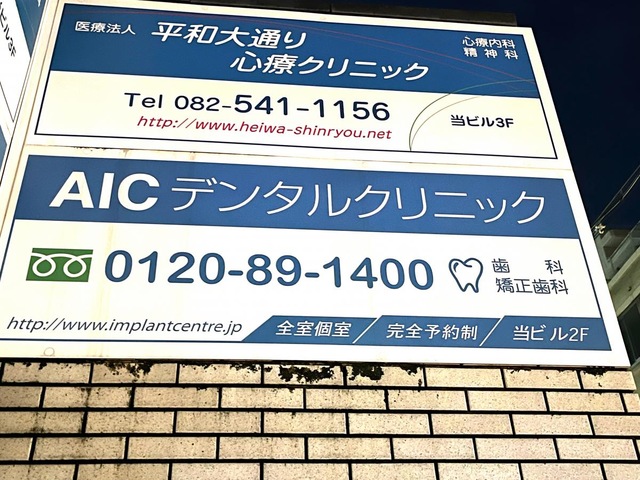 医療法人 平和大通り
心療クリニック
心療内科
精神科
Tel 082-541-1156
http://www.heiwa-shinryou.net
当ビル3F
AICデンタルクリニック
0120-89-1400
歯 科
矯正歯科
http://www.implantcentre.jp
全室個室 完全予約制 当ビル2F